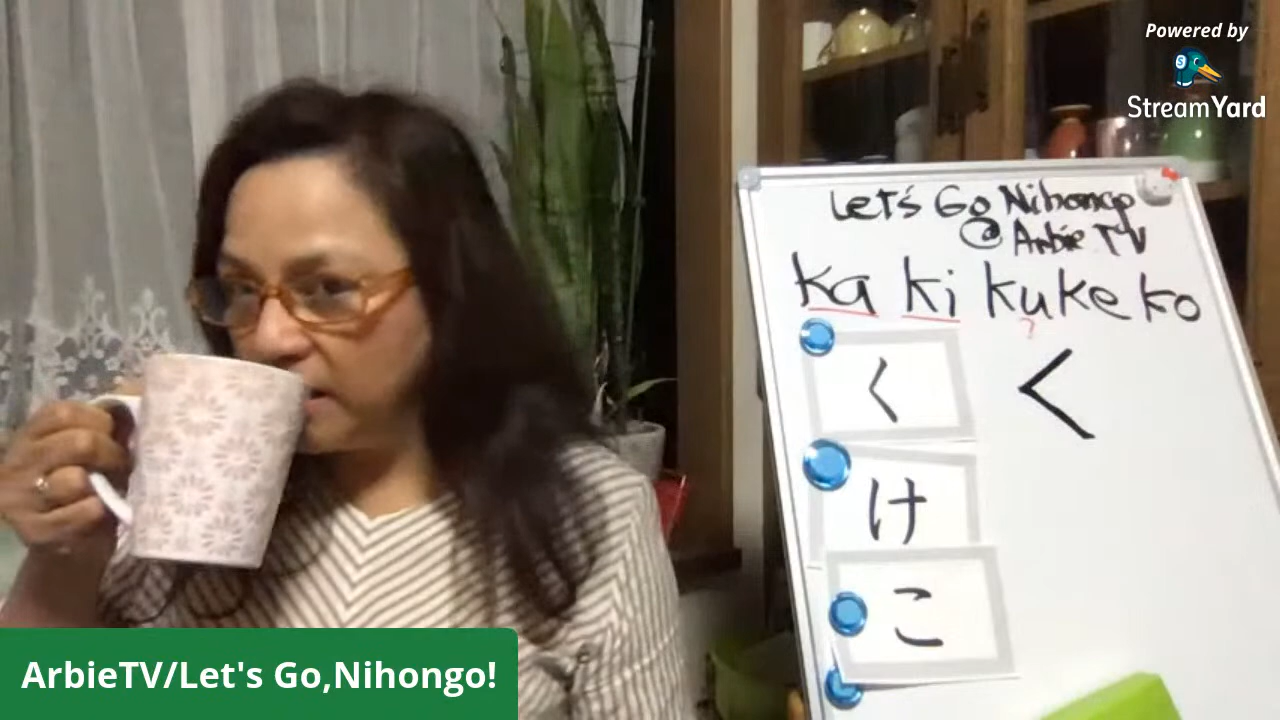 Powered by
StreamYard
Let's Go Nihongo
@ Arbie TV
ka ki ku ke ko
?
く く
け
こ
ArbieTV/Let's Go,Nihongo!